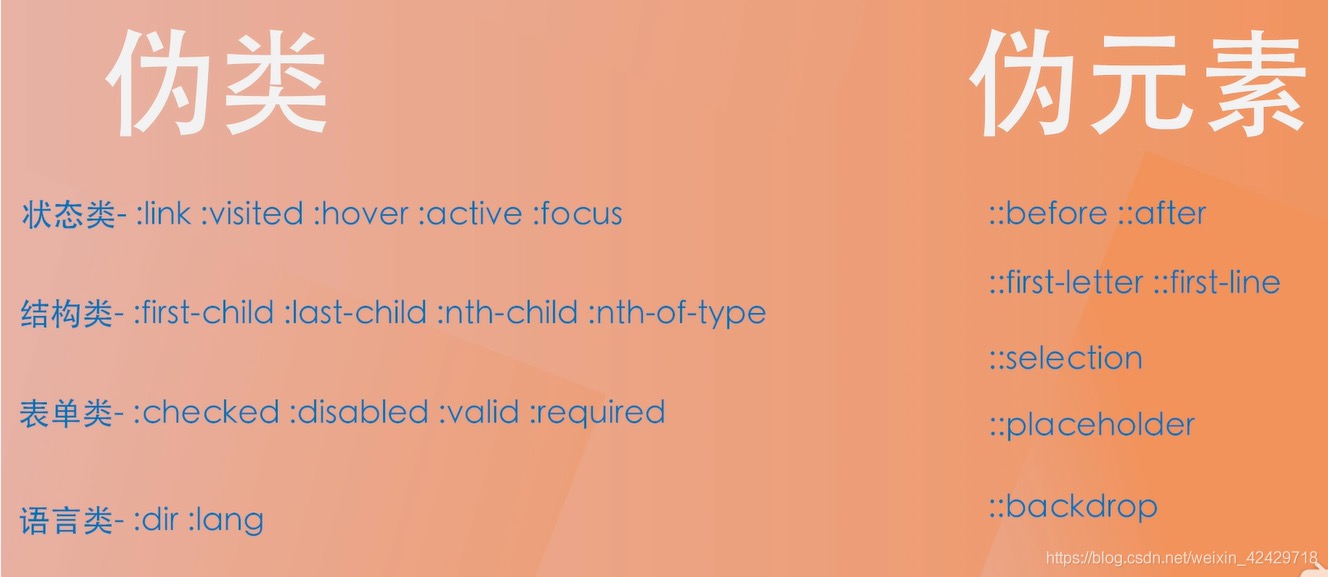 伪类
状态类- :link :visited :hover :active :focus
结构类- :first-child :last-child :nth-child :nth-of-type
表单类- :checked :disabled :valid :required
语言类- :dir :lang
伪元素
::before ::after
::first-letter ::first-line
::selection
::placeholder
::backdrop
https://blog.csdn.net/weixin_42429718